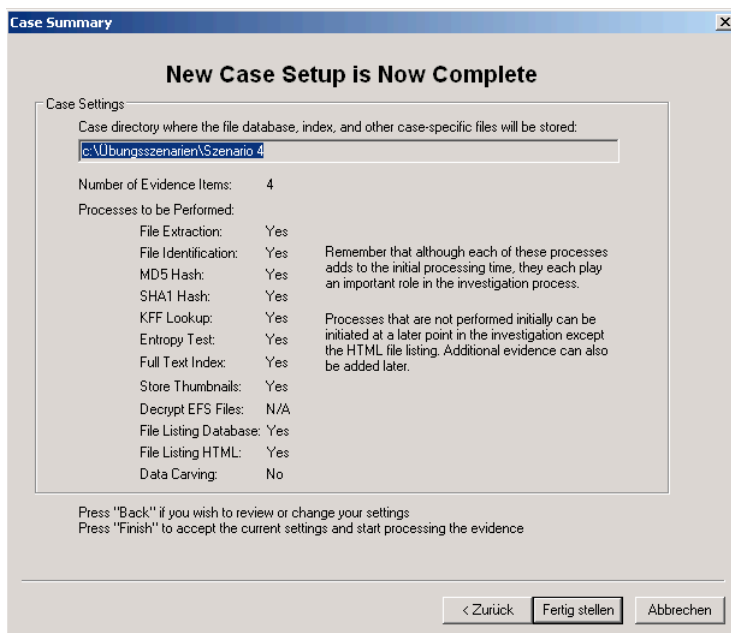 Case Summary
New Case Setup is Now Complete
Case Settings
Case directory where the file database, index, and other case-specific files will be stored:
c:\Übungsszenarien\Szenario 4
Number of Evidence Items: 4
Processes to be Performed:
File Extraction: Yes
File Identification: Yes
MD5 Hash: Yes
SHA1 Hash: Yes
KFF Lookup: Yes
Entropy Test: Yes
Full Text Index: Yes
Store Thumbnails: Yes
Decrypt EFS Files: N/A
File Listing Database: Yes
File Listing HTML: Yes
Data Carving: No
Remember that although each of these processes
adds to the initial processing time, they each play
an important role in the investigation process.
Processes that are not performed initially can be
initiated at a later point in the investigation except
the HTML file listing. Additional evidence can also
be added later.
Press "Back" if you wish to review or change your settings
Press "Finish" to accept the current settings and start processing the evidence
< Zurück
Fertig stellen
Abbrechen